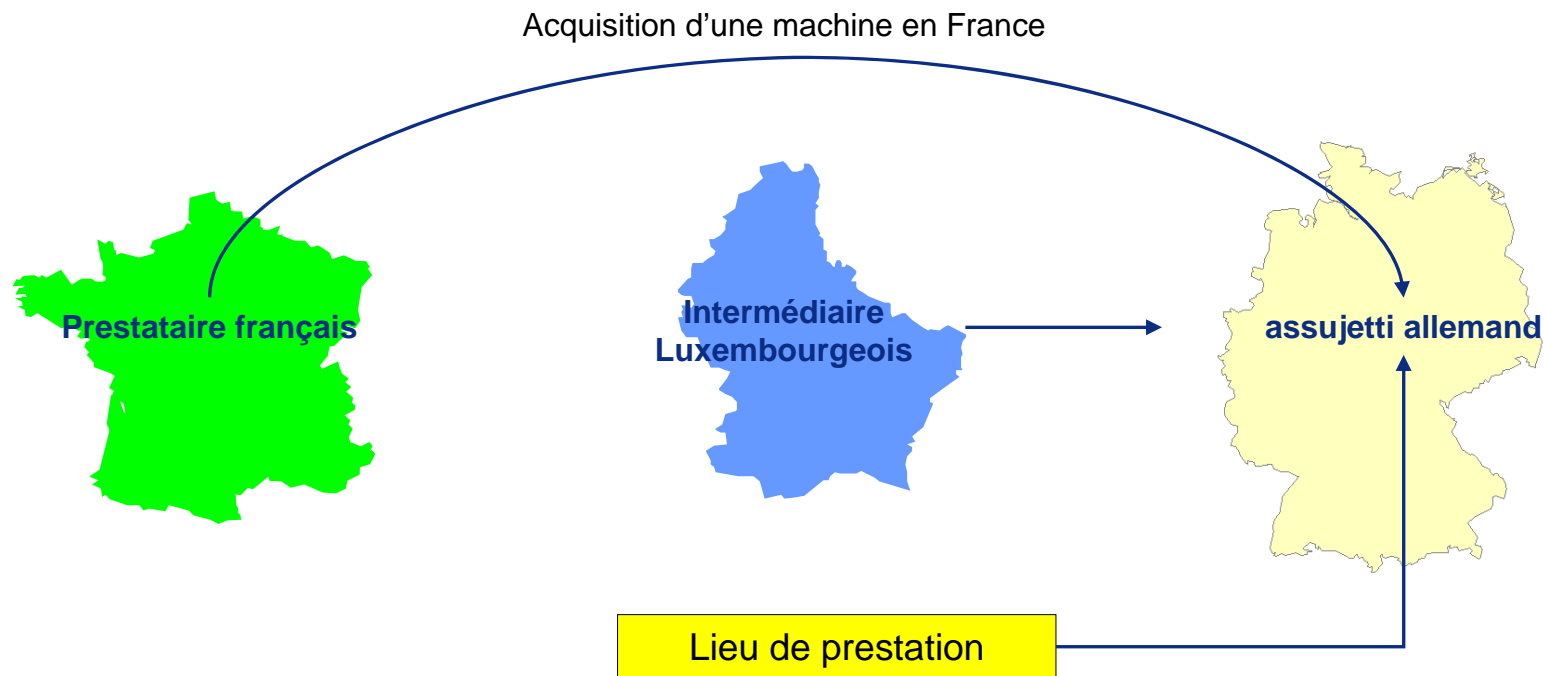 Acquisition d’une machine en France
Prestataire français
Intermédiaire
Luxembourgeois
assujetti allemand
Lieu de prestation